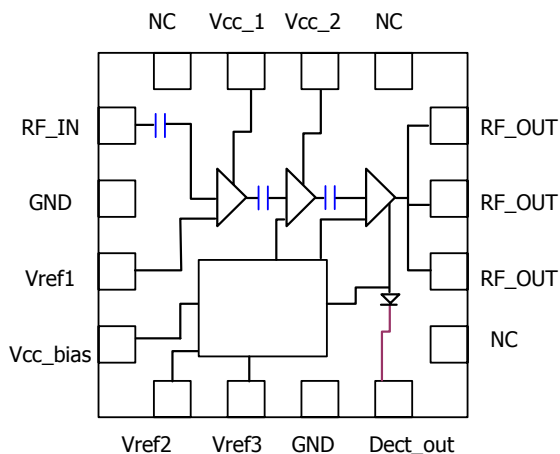 NC Vcc_1 Vcc_2 NC
RF_IN RF_OUT
GND RF_OUT
Vref1 RF_OUT
Vcc_bias NC
Vref2 Vref3 GND Dect_out